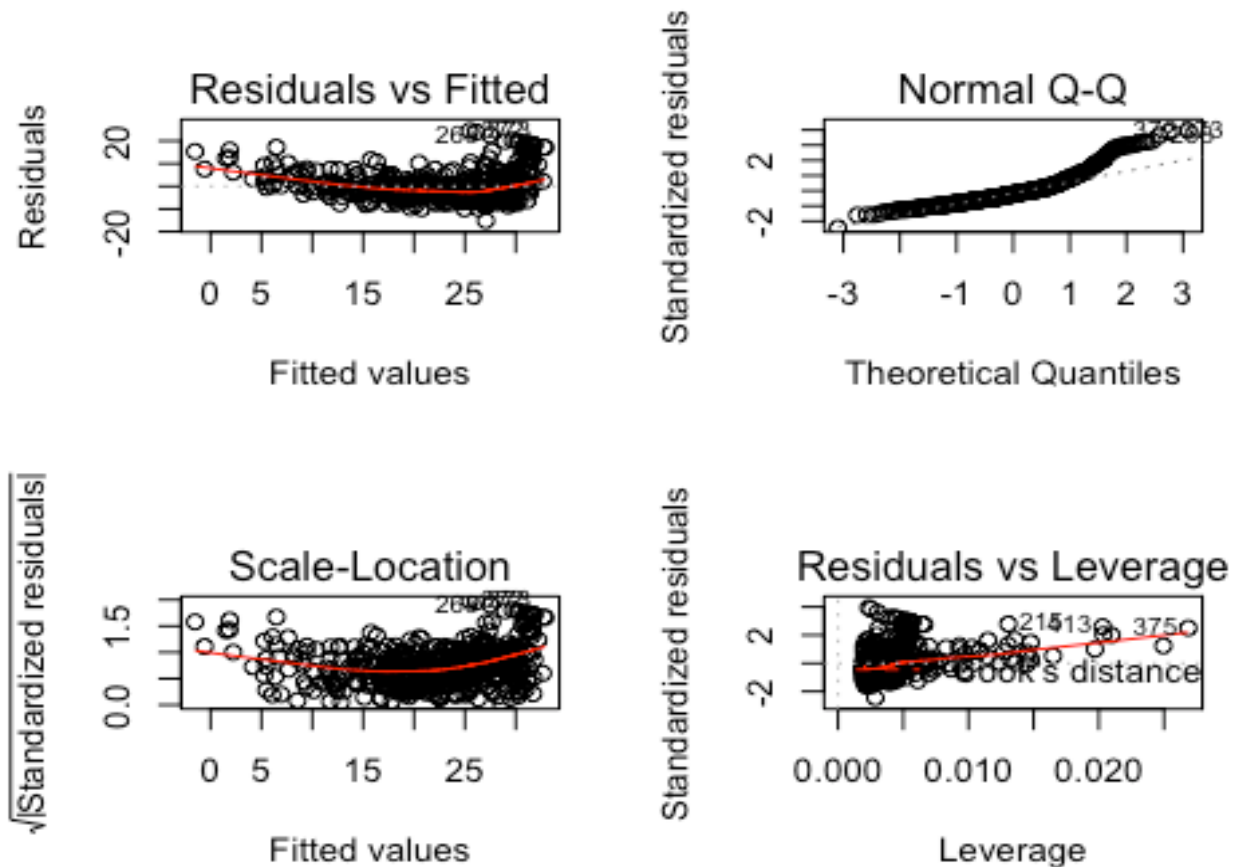 Residuals vs Fitted
Residuals
20
-20
0 5 15 25
Fitted values
Normal Q-Q
Standardized residuals
2
-2
-3 -1 0 1 2 3
Theoretical Quantiles
Scale-Location
√|Standardized residuals|
1.5
0.0
0 5 15 25
Fitted values
Residuals vs Leverage
Standardized residuals
2
-2
375
Cook's distance
0.000 0.010 0.020
Leverage